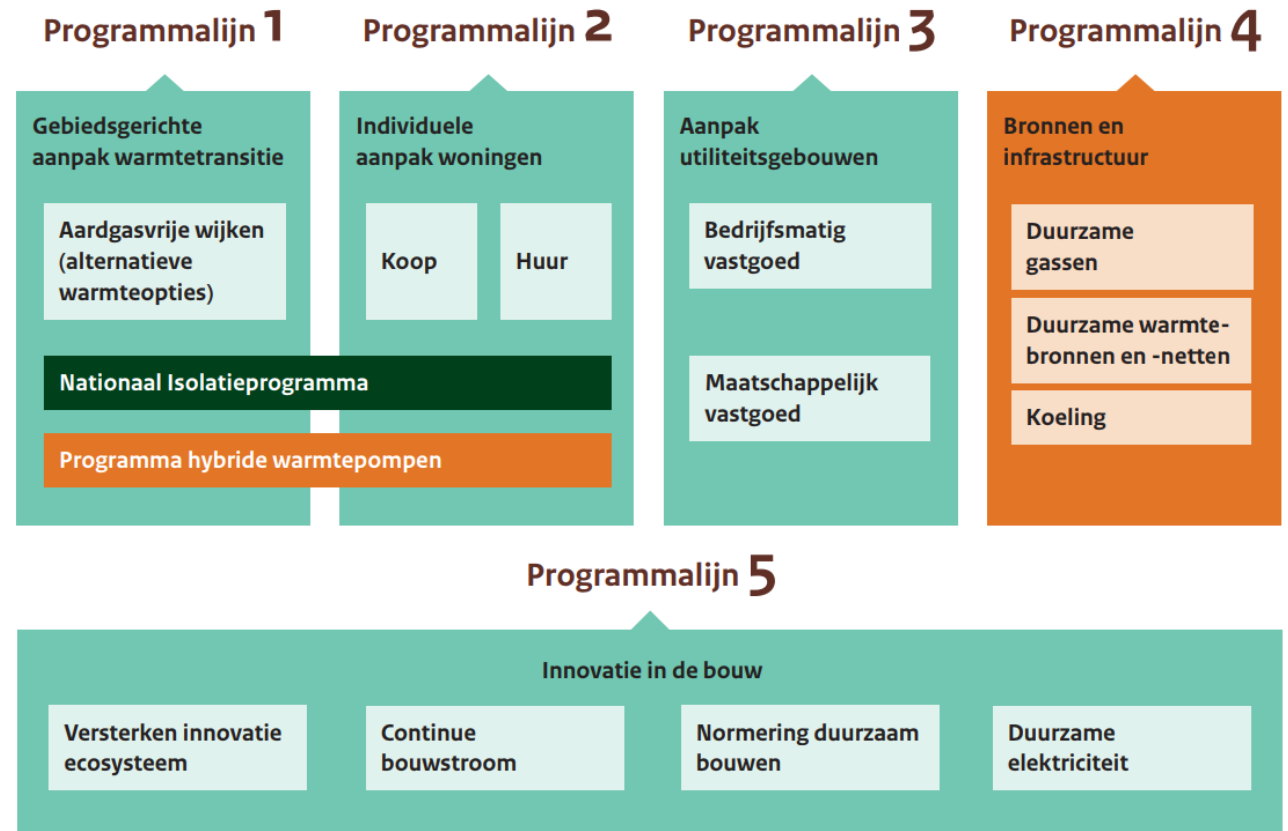 Programmalijn 1
Programmalijn 2
Programmalijn 3
Programmalijn 4
Gebiedsgerichte
aanpak warmtetransitie
Aardgasvrije wijken
(alternatieve
warmteopties)
Individuele
aanpak woningen
Koop
Huur
Nationaal Isolatieprogramma
Programma hybride warmtepompen
Aanpak
utiliteitsgebouwen
Bedrijfsmatig
vastgoed
Maatschappelijk
vastgoed
Bronnen en
infrastructuur
Duurzame
gassen
Duurzame warmte-
bronnen en -netten
Koeling
Programmalijn 5
Innovatie in de bouw
Versterken innovatie
ecosysteem
Continue
bouwstroom
Normering duurzaam
bouwen
Duurzame
elektriciteit